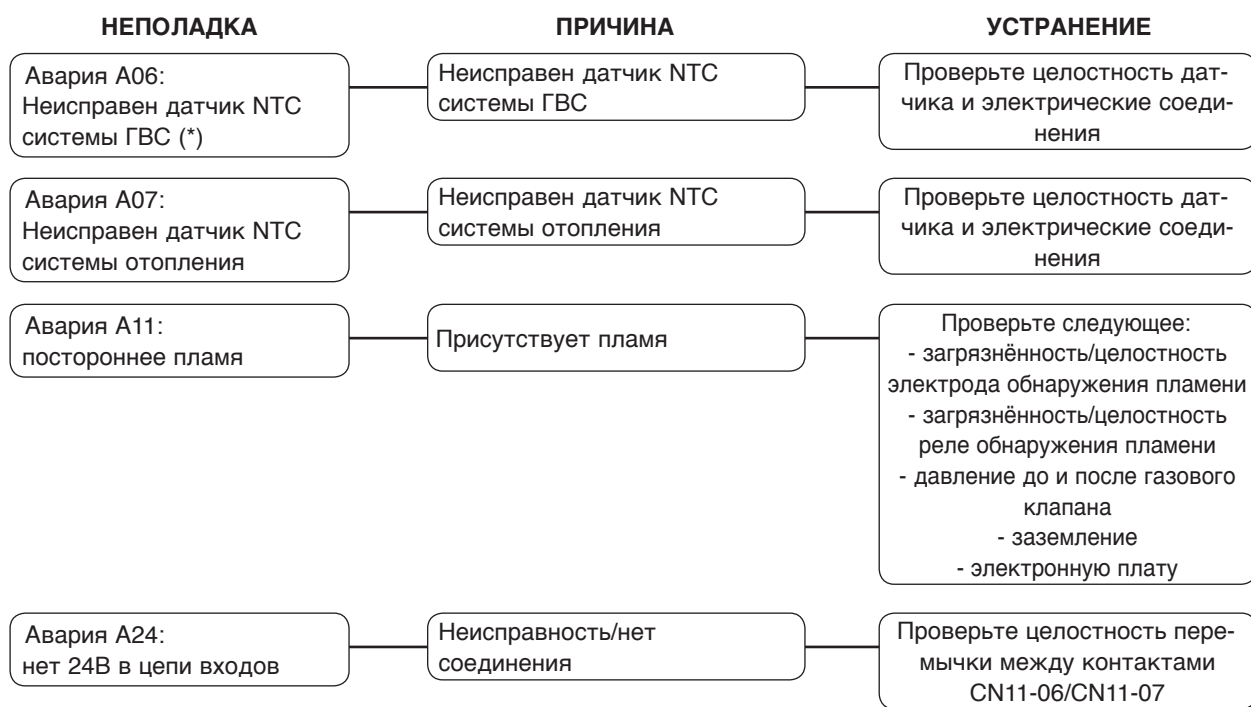 НЕПОЛАДКА
ПРИЧИНА
УСТРАНЕНИЕ
Авария А06:
Неисправен датчик NTC
системы ГВС (*)
Неисправен датчик NTC
системы ГВС
Проверьте целостность дат-
чика и электрические соеди-
нения
Авария А07:
Неисправен датчик NTC
системы отопления
Неисправен датчик NTC
системы отопления
Проверьте целостность дат-
чика и электрические соеди-
нения
Авария А11:
постороннее пламя
Присутствует пламя
Проверьте следующее:
- загрязнённость/целостность
электрода обнаружения пламени
- загрязнённость/целостность
реле обнаружения пламени
- давление до и после газового
клапана
- заземление
- электронную плату
Авария А24:
нет 24В в цепи входов
Неисправность/нет
соединения
Проверьте целостность пере-
мычки между контактами
CN11-06/CN11-07